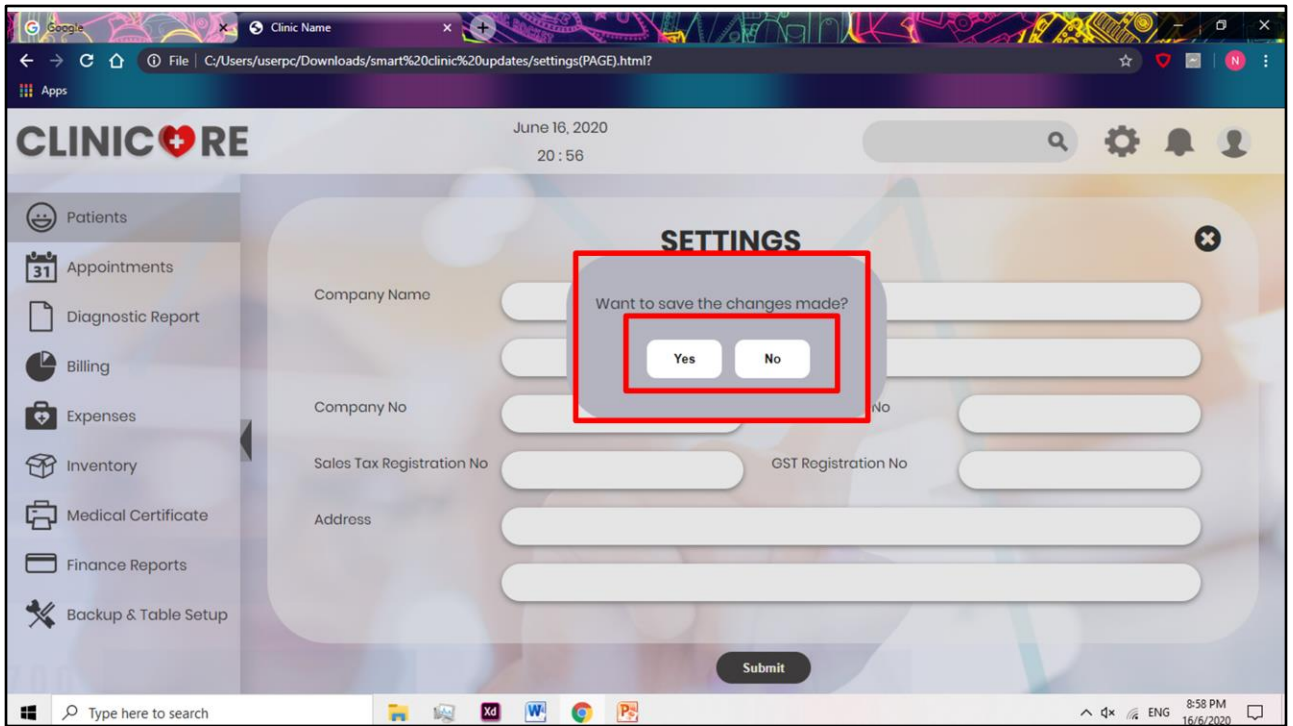 Google
Clinic Name
File | C:/Users/userpc/Downloads/smart%20clinic%20updates/settings(PAGE).html?
N
Apps
CLINIC RE
June 16, 2020
20 : 56
Patients
31
Appointments
Diagnostic Report
Billing
Expenses
Inventory
Medical Certificate
Finance Reports
Backup & Table Setup
SETTINGS
Company Name
Want to save the changes made?
Yes No
Company No
No
Sales Tax Registration No
GST Registration No
Address
Submit
Type here to search
Xd
W
P
ENG
8:58 PM
16/6/2020